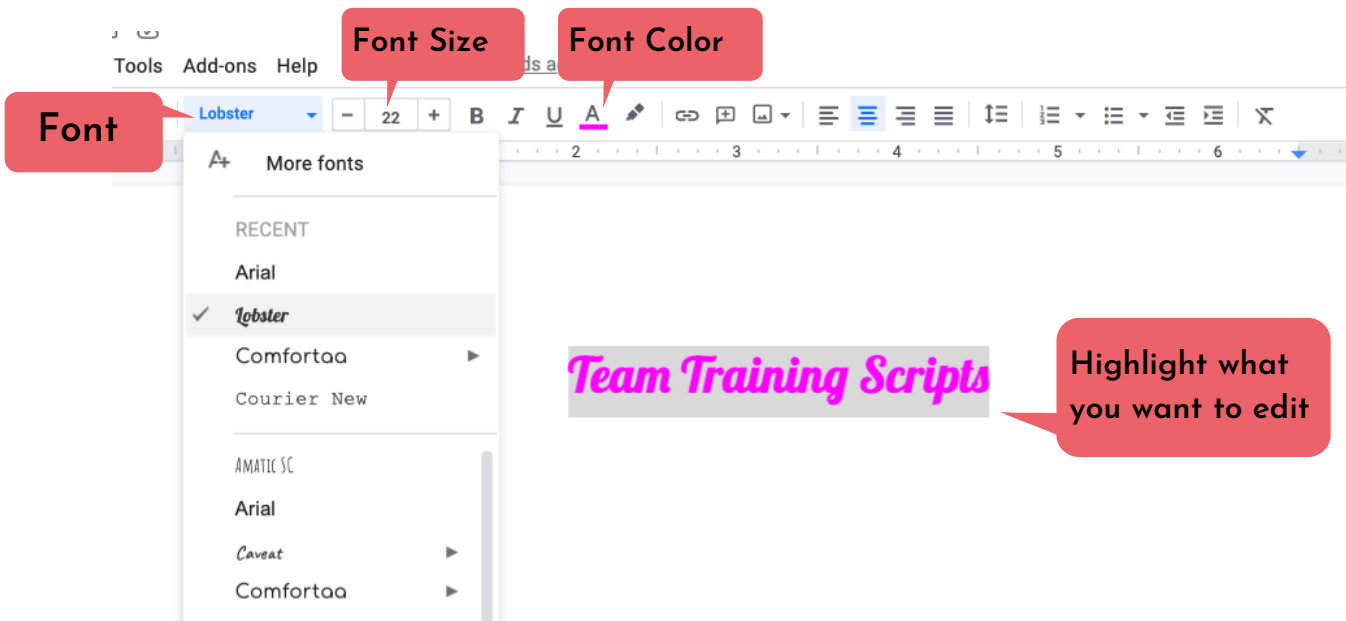 Font Size
Font Color
Tools Add-ons Help ds a
Font
Lobster - 22 + B I U A
More fonts
2 3 4 5 6
RECENT
Arial
Lobster
Comfortaa
Courier New
Team Training Scripts
Highlight what
you want to edit
Amatic SC
Arial
Caveat
Comfortaa